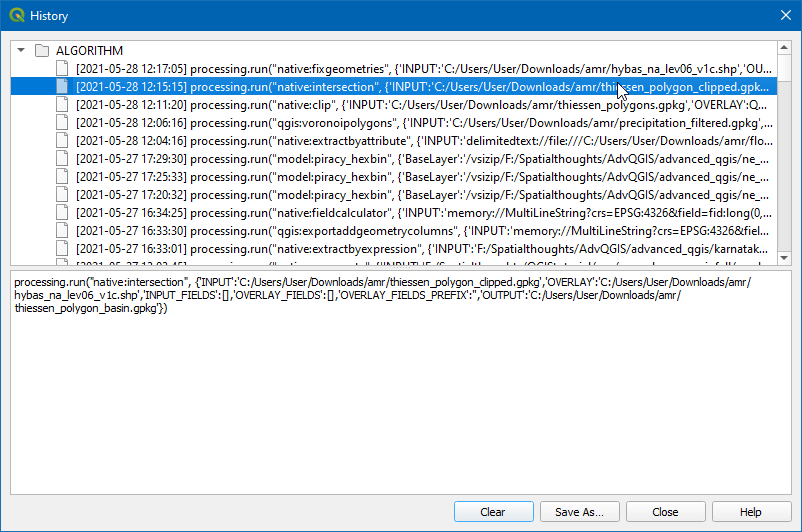 History
ALGORITHM
[2021-05-28 12:17:05] processing.run("native:fixgeometries", {'INPUT':'C:/Users/User/Downloads/amr/hybas_na_lev06_v1c.shp','OU...
[2021-05-28 12:15:15] processing.run("native:intersection", {'INPUT':'C:/Users/User/Downloads/amr/thiessen_polygon_clipped.gpk...
[2021-05-28 12:11:20] processing.run("native:clip", {'INPUT':'C:/Users/User/Downloads/amr/thiessen_polygons.gpkg','OVERLAY':Q...
[2021-05-28 12:06:16] processing.run("qgis:voronoipolygons", {'INPUT':'C:/Users/User/Downloads/amr/precipitation_filtered.gpkg',...
[2021-05-28 12:04:16] processing.run("native:extractbyattribute", {'INPUT':'delimitedtext://file:///C:/Users/User/Downloads/amr/flo...
[2021-05-27 17:29:30] processing.run("model:piracy_hexbin", {'BaseLayer':'/vsizip/F:/Spatialthoughts/AdvQGIS/advanced_qgis/ne_...
[2021-05-27 17:25:33] processing.run("model:piracy_hexbin", {'BaseLayer':'/vsizip/F:/Spatialthoughts/AdvQGIS/advanced_qgis/ne_...
[2021-05-27 17:20:32] processing.run("model:piracy_hexbin", {'BaseLayer':'/vsizip/F:/Spatialthoughts/AdvQGIS/advanced_qgis/ne_...
[2021-05-27 16:34:25] processing.run("native:fieldcalculator", {'INPUT':'memory://MultiLineString?crs=EPSG:4326&field=fid:long(0,...
[2021-05-27 16:33:30] processing.run("qgis:exportaddgeometrycolumns", {'INPUT':'memory://MultiLineString?crs=EPSG:4326&fiel...
[2021-05-27 16:33:01] processing.run("native:extractbyexpression", {'INPUT':'F:/Spatialthoughts/AdvQGIS/advanced_qgis/karnatak...
processing.run("native:intersection", {'INPUT':'C:/Users/User/Downloads/amr/thiessen_polygon_clipped.gpkg','OVERLAY':'C:/Users/User/Downloads/amr/
hybas_na_lev06_v1c.shp','INPUT_FIELDS':[],'OVERLAY_FIELDS':[],'OVERLAY_FIELDS_PREFIX':'','OUTPUT':'C:/Users/User/Downloads/amr/
thiessen_polygon_basin.gpkg'})
Clear
Save As...
Close
Help